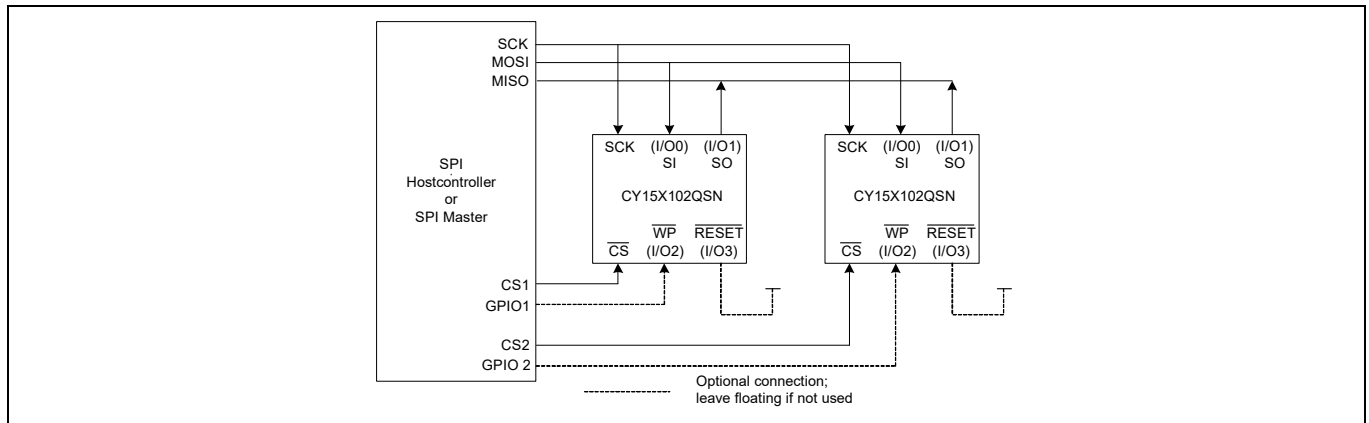 SCK
MOSI
MISO
SPI
Hostcontroller
or
SPI Master
CS1
GPIO1
CS2
GPIO 2
SCK (I/O0) (I/O1)
SI SO
CY15X102QSN
WP RESET
CS (I/O2) (I/O3)
SCK (I/O0) (I/O1)
SI SO
CY15X102QSN
WP RESET
CS (I/O2) (I/O3)
Optional connection;
leave floating if not used